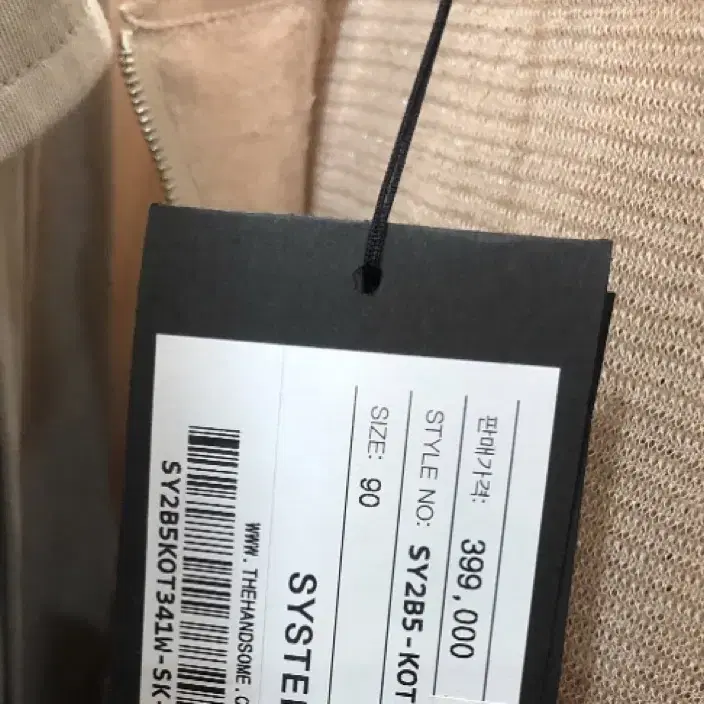 판매가격: 399,000
STYLE NO: SY2B5-KOT
SIZE: 90
SYSTE
WWW.THEHANDSOME.C
SY2B5KOT341W-SK-